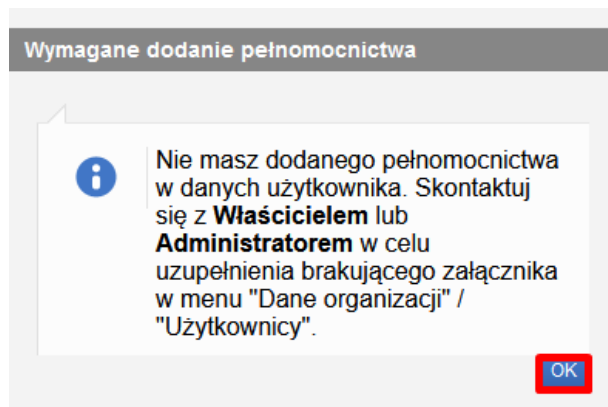 Wymagane dodanie pełnomocnictwa
Nie masz dodanego pełnomocnictwa
w danych użytkownika. Skontaktuj
się z Właścicielem lub
Administratorem w celu
uzupełnienia brakującego załącznika
w menu "Dane organizacji" /
"Użytkownicy".
OK